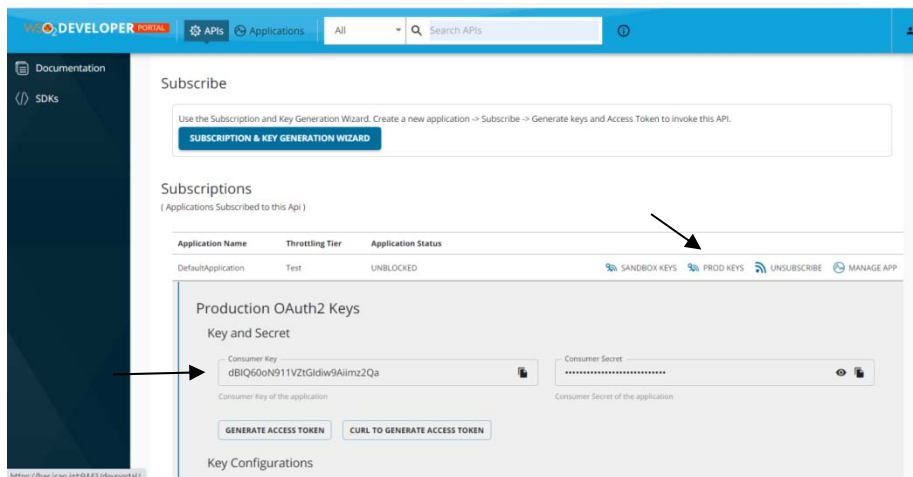 WSO2 DEVELOPER PORTAL APIs Applications All Search APIs
Documentation
SDKs
Subscribe
Use the Subscription and Key Generation Wizard. Create a new application -> Subscribe -> Generate keys and Access Token to invoke this API.
SUBSCRIPTION & KEY GENERATION WIZARD
Subscriptions
( Applications Subscribed to this Api )
Application Name Throttling Tier Application Status
DefaultApplication Test UNBLOCKED SANDBOX KEYS PROD KEYS UNSUBSCRIBE MANAGE APP
Production OAuth2 Keys
Key and Secret
Consumer Key Consumer Secret
dBIQ60oN911VZtGIdiw9Aiimz2Qa ••••••••••••••••••••••••••••
Consumer Key of the application Consumer Secret of the application
GENERATE ACCESS TOKEN CURL TO GENERATE ACCESS TOKEN
Key Configurations